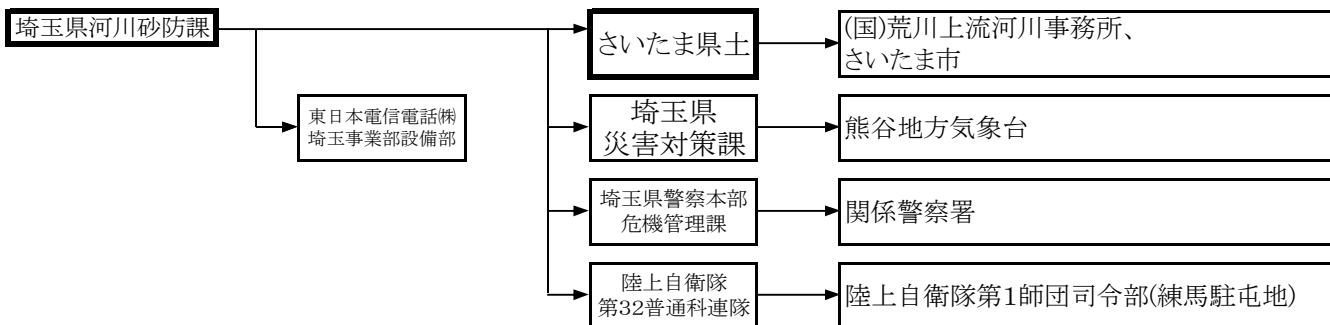 埼玉県河川砂防課
さいたま県土
(国)荒川上流河川事務所、
さいたま市
東日本電信電話㈱
埼玉事業部設備部
埼玉県
災害対策課
熊谷地方気象台
埼玉県警察本部
危機管理課
関係警察署
陸上自衛隊
第32普通科連隊
陸上自衛隊第1師団司令部(練馬駐屯地)